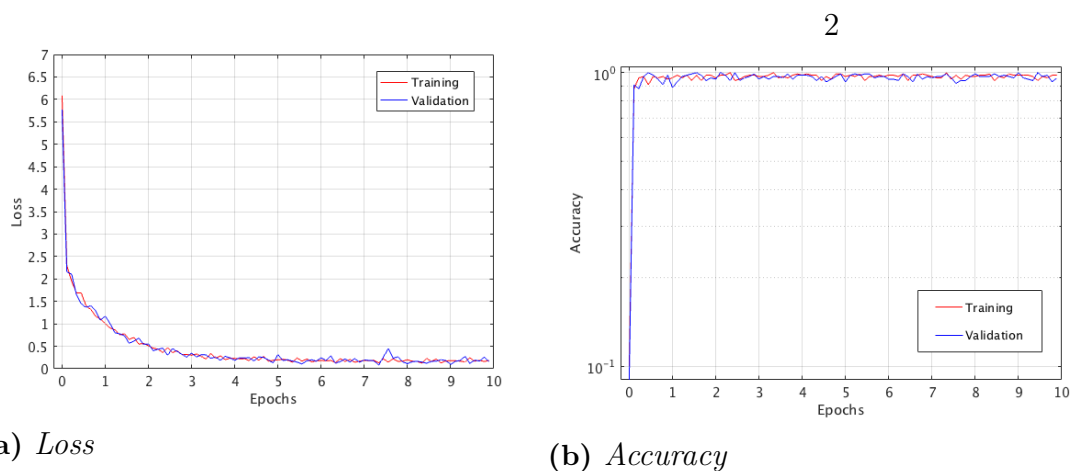 2
7
6.5
6
5.5
5
4.5
4
3.5
3
2.5
2
1.5
1
0.5
0
Loss
Training
Validation
0 1 2 3 4 5 6 7 8 9 10
Epochs
a) Loss
10^0
10^-1
Accuracy
Training
Validation
0 1 2 3 4 5 6 7 8 9 10
Epochs
(b) Accuracy